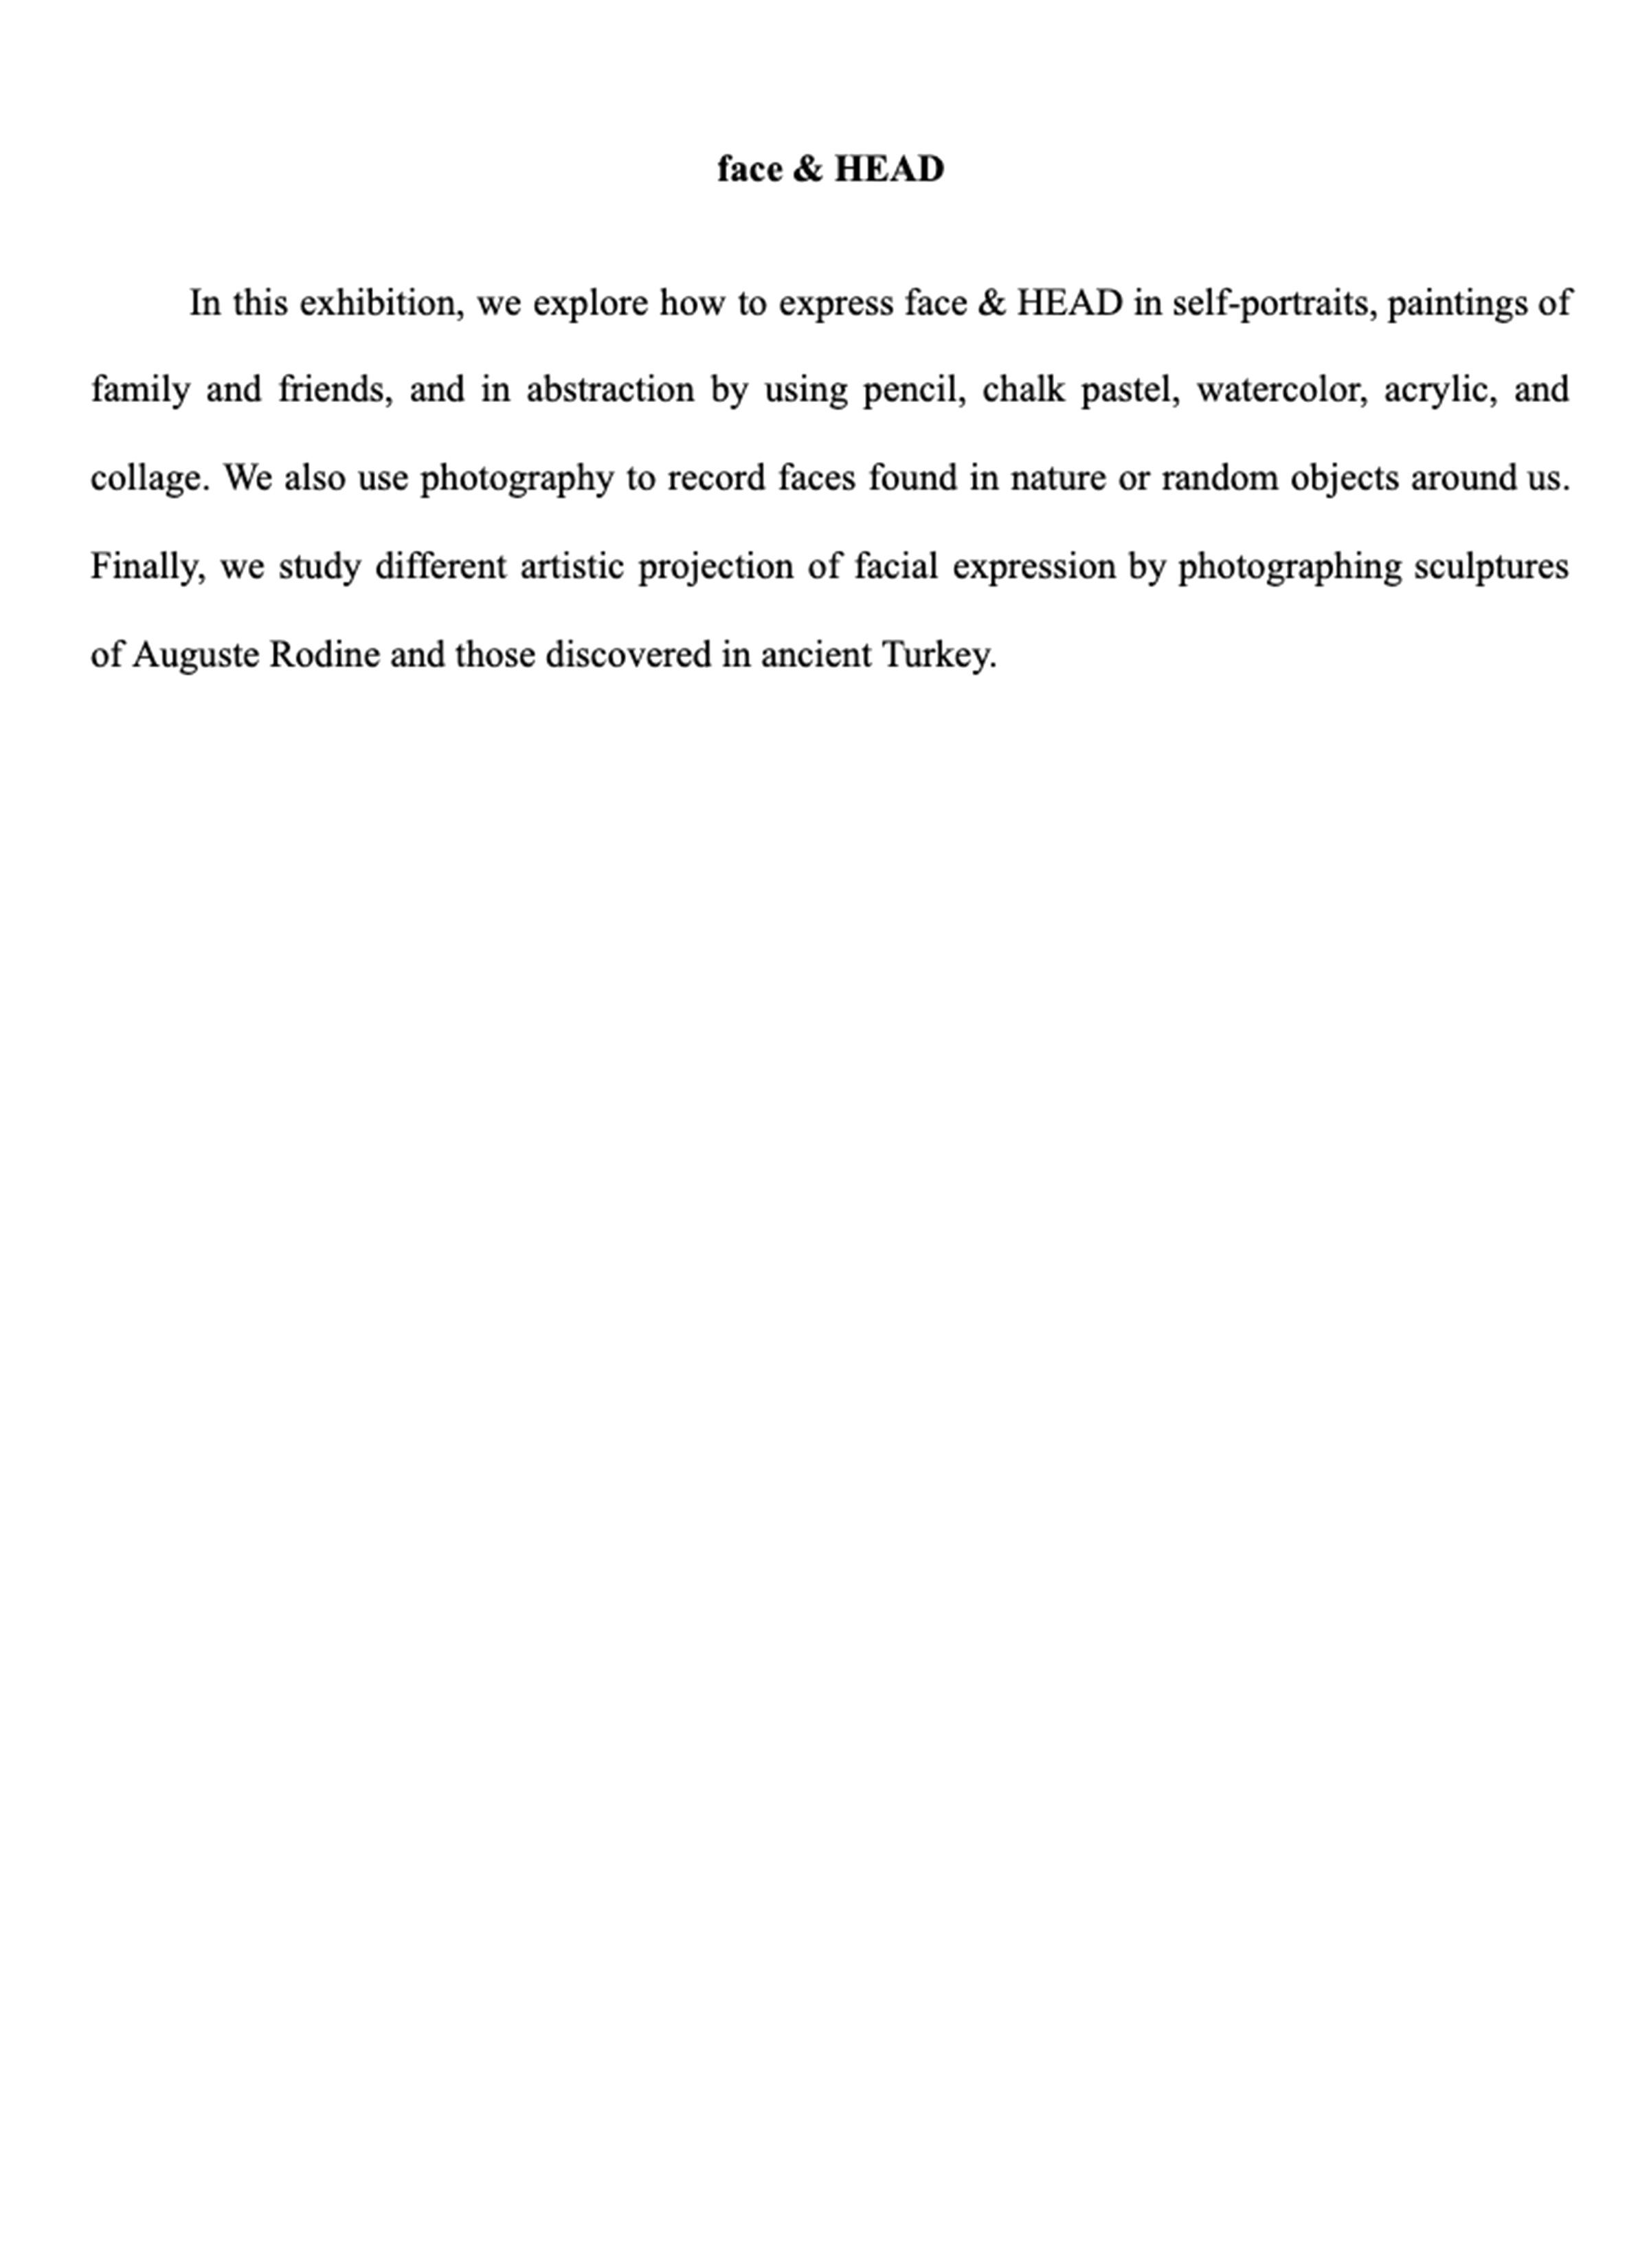 face & HEAD
In this exhibition, we explore how to express face & HEAD in self-portraits, paintings of
family and friends, and in abstraction by using pencil, chalk pastel, watercolor, acrylic, and
collage. We also use photography to record faces found in nature or random objects around us.
Finally, we study different artistic projection of facial expression by photographing sculptures
of Auguste Rodine and those discovered in ancient Turkey.